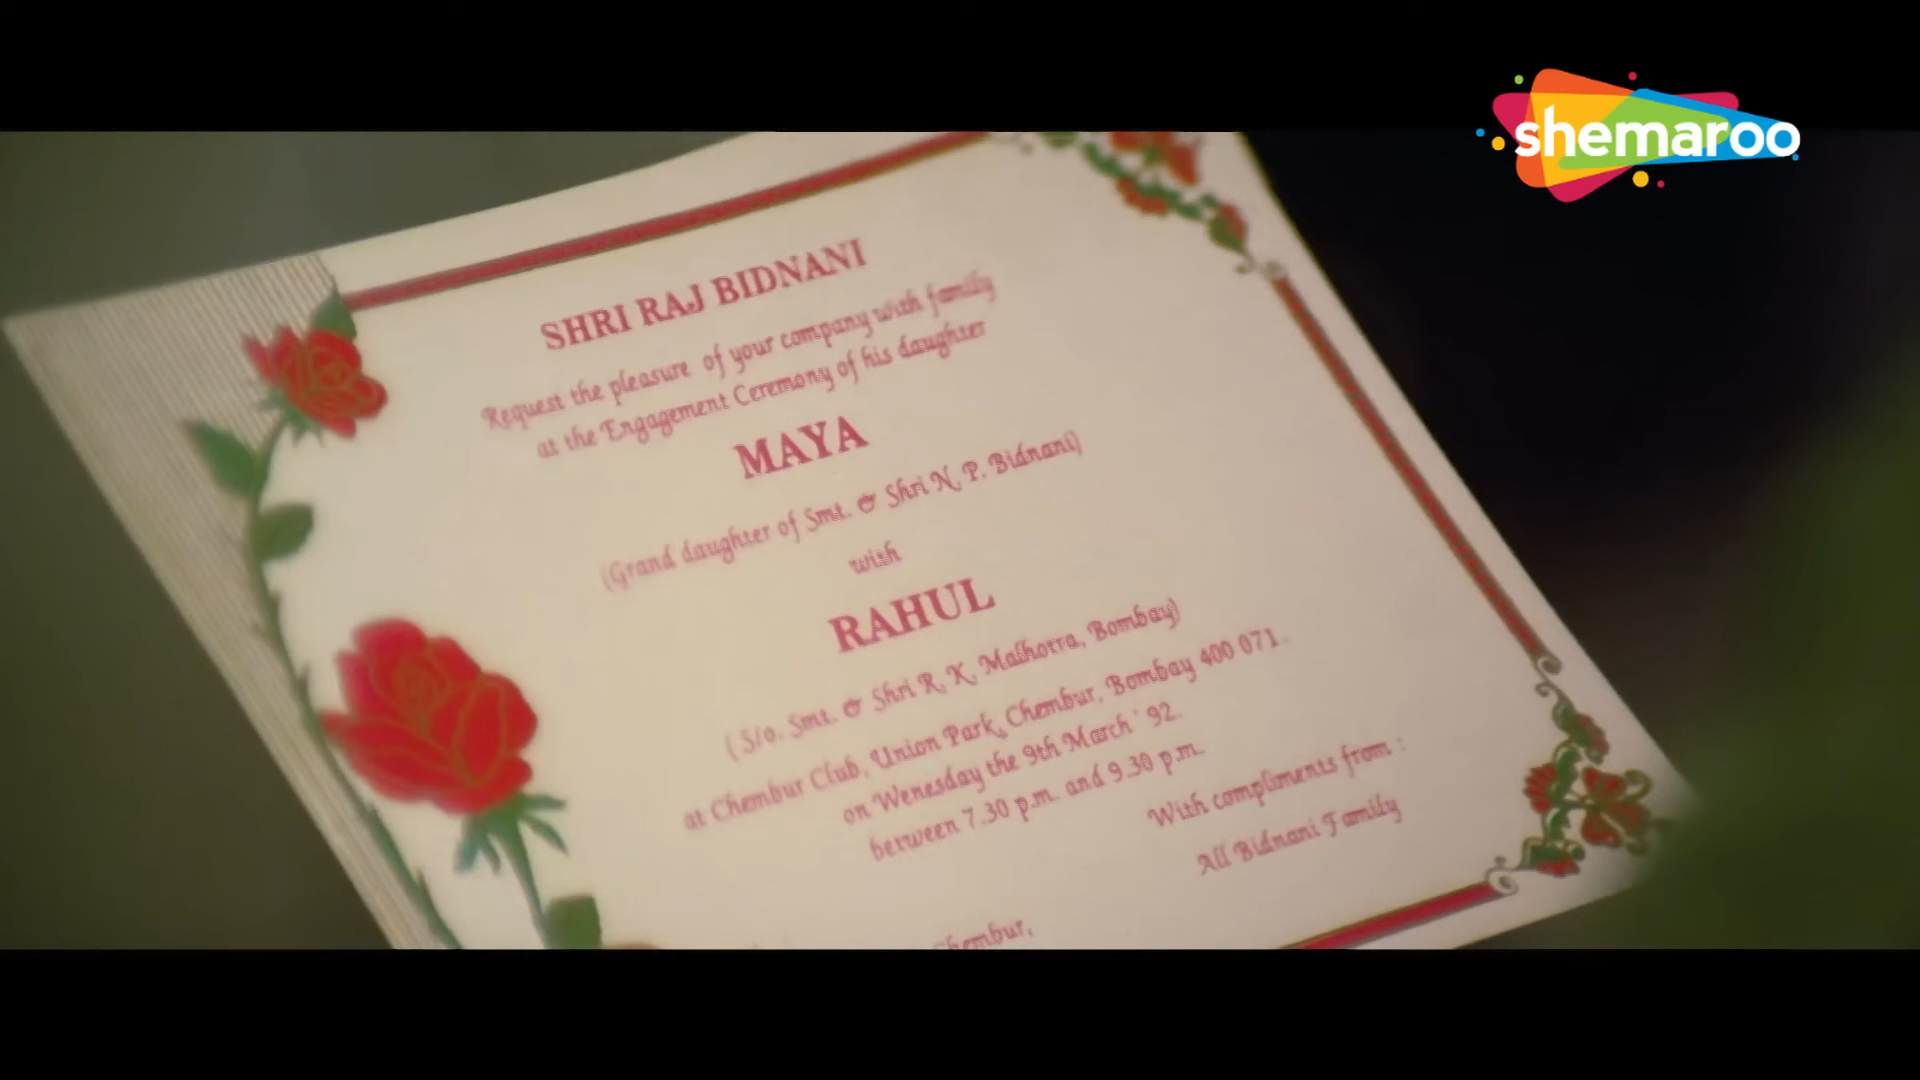 shemaroo
SHRI RAJ BIDNANI
Request the pleasure of your company with family
at the Engagement Ceremony of his daughter
MAYA
(Grand daughter of Smt. & Shri N. P. Bidnani)
with
RAHUL
( S/o. Smt. & Shri R. K. Malhotra, Bombay)
at Chembur Club, Union Park, Chembur, Bombay 400 071.
on Wenesday the 9th March ' 92.
between 7.30 p.m. and 9.30 p.m.
With compliments from :
All Bidnani Family
Chembur,